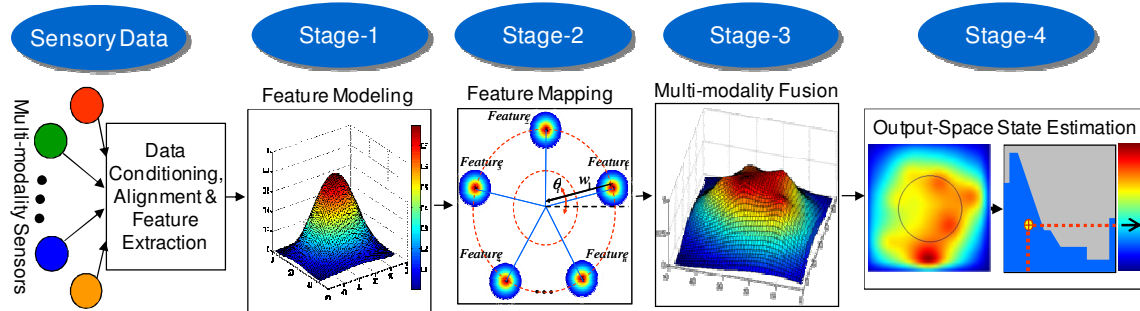 Sensory Data
Stage-1
Stage-2
Stage-3
Stage-4
Multi-modality Sensors
Data
Conditioning,
Alignment &
Feature
Extraction
Feature Modeling
Feature Mapping
Feature
Feature
Feature
Feature
Feature
θ
w
Multi-modality Fusion
Output-Space State Estimation